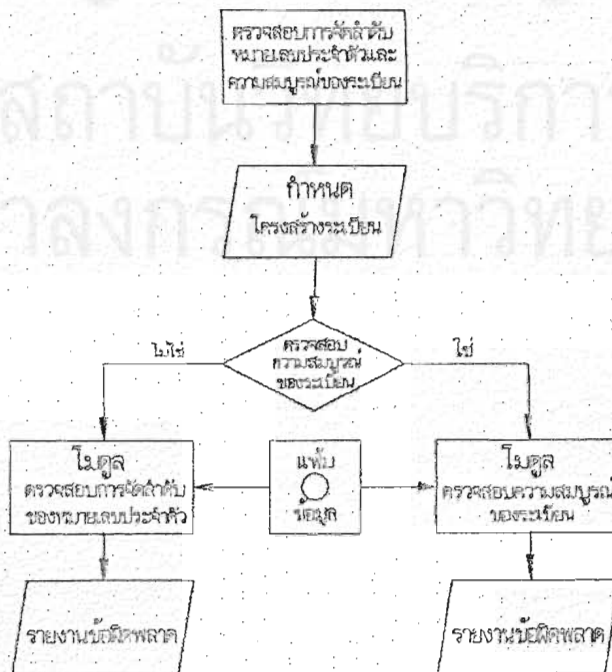 ตรวจสอบการจัดลำดับ
หมายเลขประจำตัวและ
ความสมบูรณ์ของระเบียน
กำหนด
โครงสร้างระเบียน
ตรวจสอบ
ความสมบูรณ์
ของระเบียน
ไม่ใช่
ใช่
โมดูล
ตรวจสอบการจัดลำดับ
ของหมายเลขประจำตัว
แฟ้ม
ข้อมูล
โมดูล
ตรวจสอบความสมบูรณ์
ของระเบียน
รายงานข้อผิดพลาด
รายงานข้อผิดพลาด